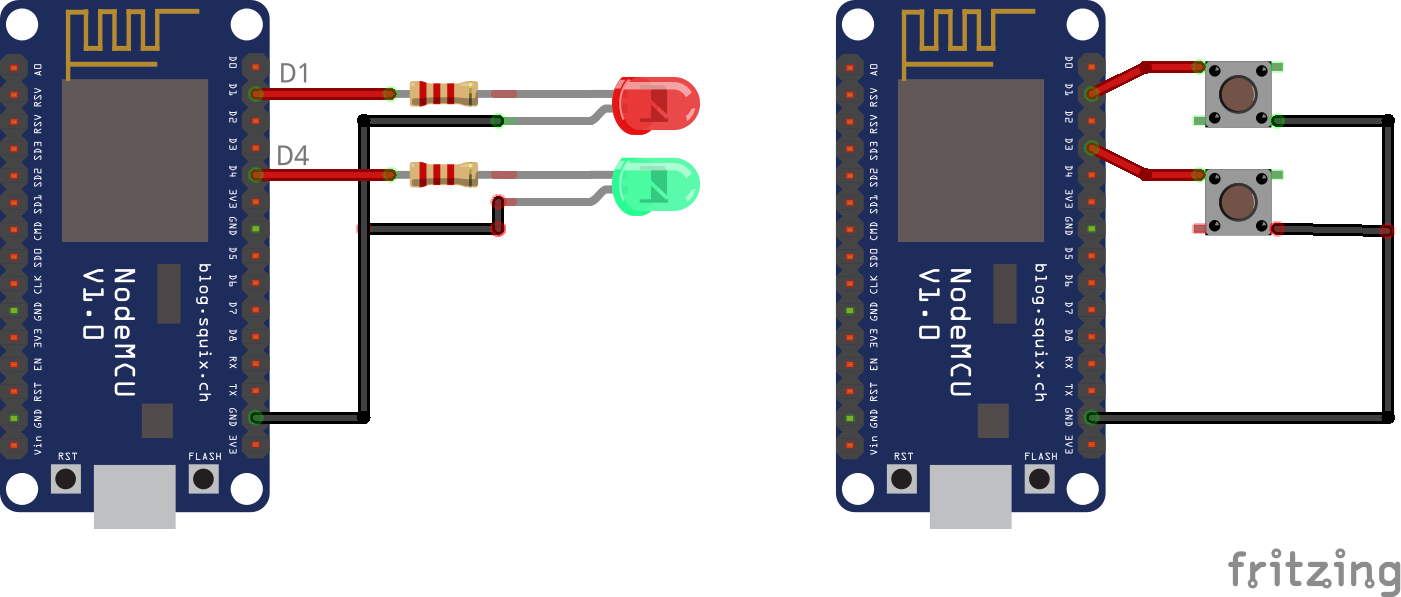 D1
D4
A0
RSV
RSV
SD3
SD2
SD1
CMD
SD0
CLK
GND
3V3
EN
RST
GND
Vin
D0
D1
D2
D3
D4
3V3
GND
D5
D6
D7
D8
RX
TX
GND
3V3
blog.squix.ch
NodeMCU
V1.0
RST
FLASH
A0
RSV
RSV
SD3
SD2
SD1
CMD
SD0
CLK
GND
3V3
EN
RST
GND
Vin
D0
D1
D2
D3
D4
3V3
GND
D5
D6
D7
D8
RX
TX
GND
3V3
blog.squix.ch
NodeMCU
V1.0
RST
FLASH
fritzing